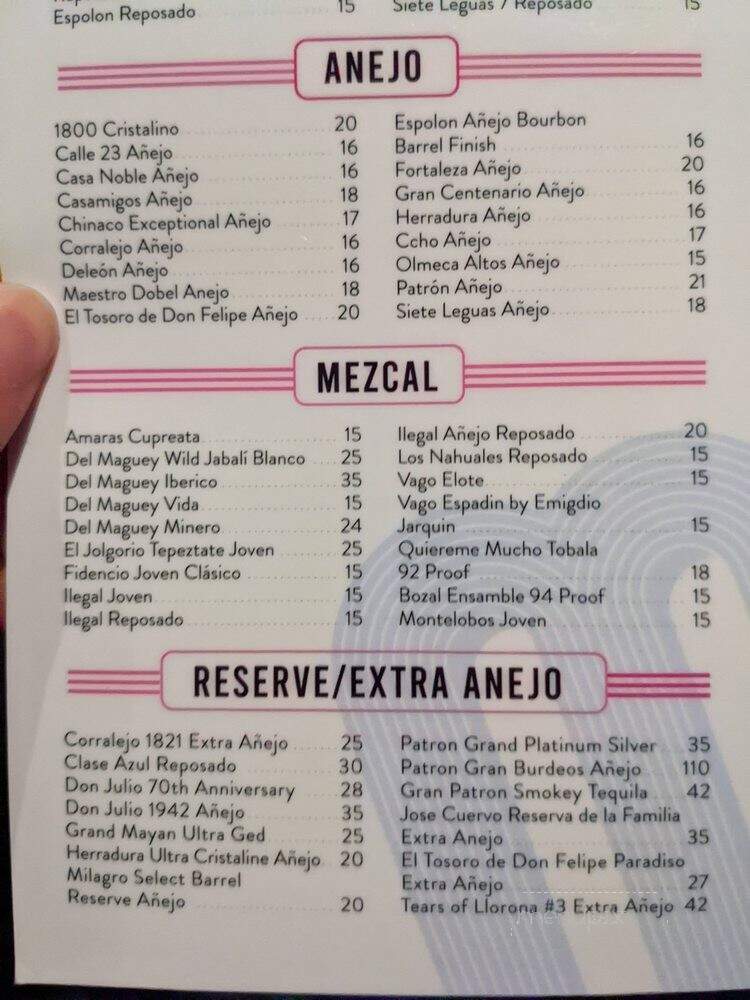 Espolon Reposado 15
Siete Leguas 7 Reposado 15
ANEJO
1800 Cristalino 20
Calle 23 Añejo 16
Casa Noble Añejo 16
Casamigos Añejo 18
Chinaco Exceptional Añejo 17
Corralejo Añejo 16
Deleón Añejo 16
Maestro Dobel Anejo 18
El Tosoro de Don Felipe Añejo 20
Espolon Añejo Bourbon
Barrel Finish 16
Fortaleza Añejo 20
Gran Centenario Añejo 16
Herradura Añejo 16
Ccho Añejo 17
Olmeca Altos Añejo 15
Patrón Añejo 21
Siete Leguas Añejo 18
MEZCAL
Amaras Cupreata 15
Del Maguey Wild Jabalí Blanco 25
Del Maguey Iberico 35
Del Maguey Vida 15
Del Maguey Minero 24
El Jolgorio Tepeztate Joven 25
Fidencio Joven Clásico 15
Ilegal Joven 15
Ilegal Reposado 15
Ilegal Añejo Reposado 20
Los Nahuales Reposado 15
Vago Elote 15
Vago Espadin by Emigdio
Jarquin 15
Quiereme Mucho Tobala
92 Proof 18
Bozal Ensamble 94 Proof 15
Montelobos Joven 15
RESERVE/EXTRA ANEJO
Corralejo 1821 Extra Añejo 25
Clase Azul Reposado 30
Don Julio 70th Anniversary 28
Don Julio 1942 Añejo 35
Grand Mayan Ultra Ged 25
Herradura Ultra Cristaline Añejo 20
Milagro Select Barrel
Reserve Añejo 20
Patron Grand Platinum Silver 35
Patron Gran Burdeos Añejo 110
Gran Patron Smokey Tequila 42
Jose Cuervo Reserva de la Familia
Extra Anejo 35
El Tosoro de Don Felipe Paradiso
Extra Añejo 27
Tears of Llorona #3 Extra Añejo 42